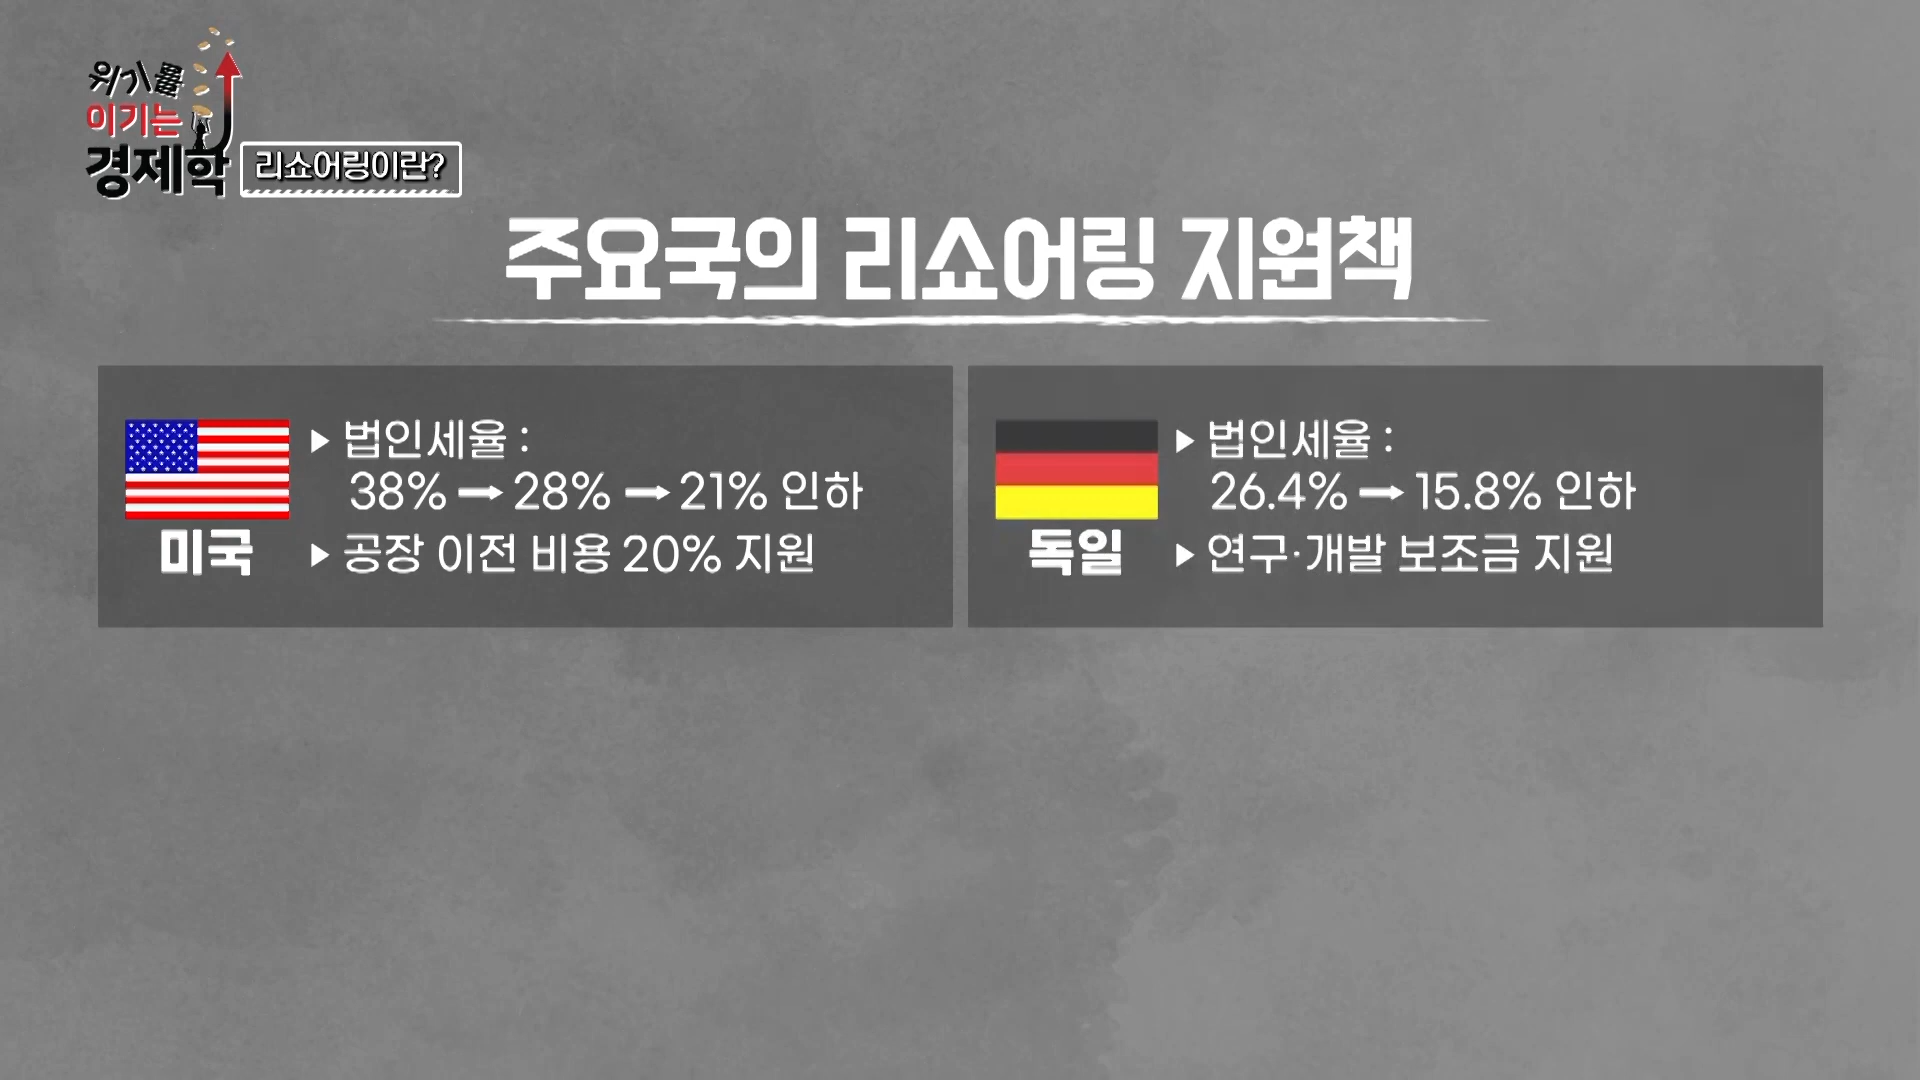 위기를
이기는
경제학
리쇼어링이란?
주요국의 리쇼어링 지원책
미국
▶ 법인세율 :
38% → 28% → 21% 인하
▶ 공장 이전 비용 20% 지원
독일
▶ 법인세율 :
26.4% → 15.8% 인하
▶ 연구·개발 보조금 지원